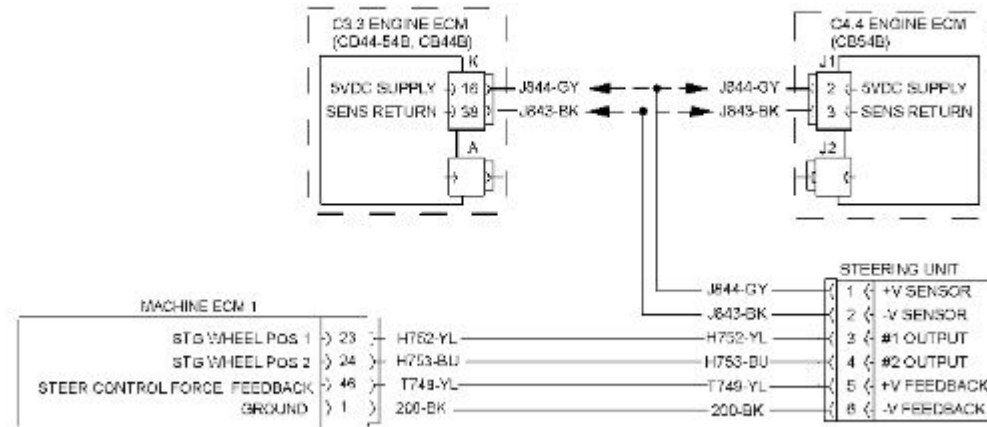 C3.3 ENGINE ECM
(CD44-54B, CB44B)
K
5VDC SUPPLY 16 J844-GY
SENS RETURN 39 J843-BK
A
C4.4 ENGINE ECM
(CB54B)
J1
J844-GY 2 5VDC SUPPLY
J843-BK 3 SENS RETURN
J2
STEERING UNIT
J844-GY 1 +V SENSOR
J843-BK 2 -V SENSOR
H752-YL 3 #1 OUTPUT
H753-BU 4 #2 OUTPUT
T749-YL 5 +V FEEDBACK
200-BK 6 -V FEEDBACK
MACHINE ECM 1
STG WHEEL POS 1 23 H752-YL
STG WHEEL POS 2 24 H753-BU
STEER CONTROL FORCE FEEDBACK 46 T749-YL
GROUND 1 200-BK